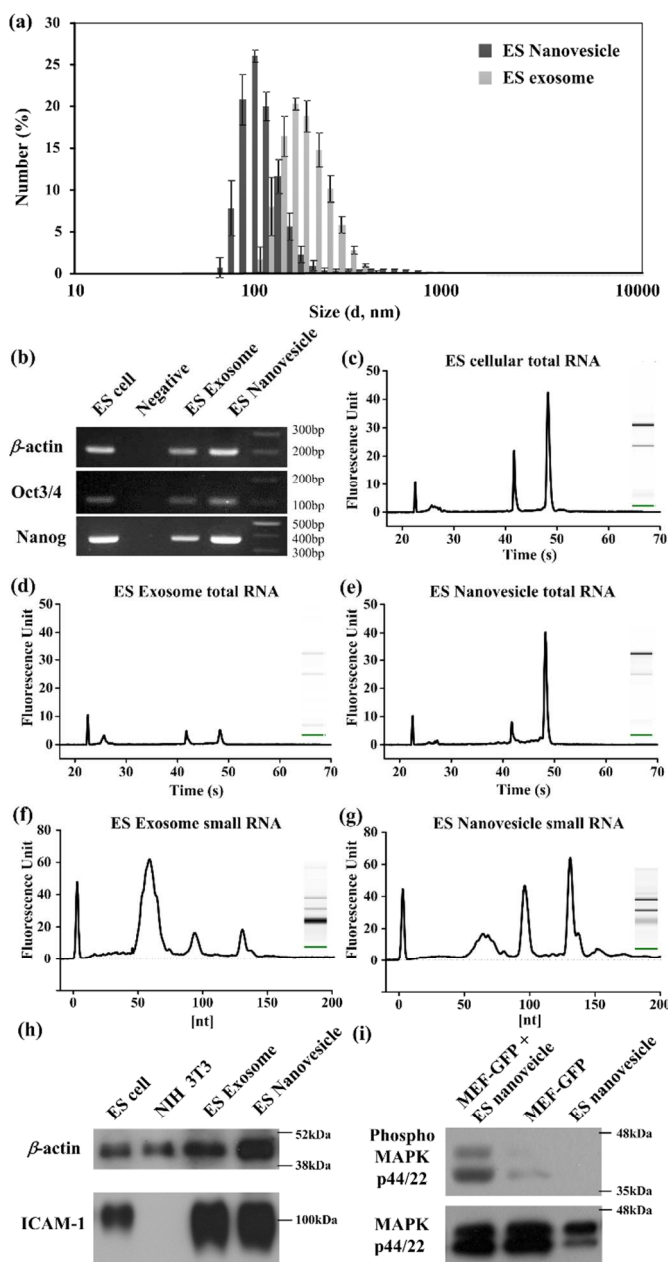 (a)
30
25
20
15
10
5
0
Number (%)
ES Nanovesicle
ES exosome
10 100 1000 10000
Size (d, nm)
(b)
ES cell
Negative
ES Exosome
ES Nanovesicle
β-actin
300bp
200bp
Oct3/4
200bp
100bp
Nanog
500bp
400bp
300bp
(c)
ES cellular total RNA
Fluorescence Unit
50
40
30
20
10
0
20 30 40 50 60 70
Time (s)
(d)
ES Exosome total RNA
Fluorescence Unit
50
40
30
20
10
0
20 30 40 50 60 70
Time (s)
(e)
ES Nanovesicle total RNA
Fluorescence Unit
50
40
30
20
10
0
20 30 40 50 60 70
Time (s)
(f)
ES Exosome small RNA
Fluorescence Unit
80
60
40
20
0
0 50 100 150 200
[nt]
(g)
ES Nanovesicle small RNA
Fluorescence Unit
80
60
40
20
0
0 50 100 150 200
[nt]
(h)
ES cell
NIH_3T3
ES Exosome
ES Nanovesicle
β-actin
52kDa
38kDa
ICAM-1
100kDa
(i)
MEF-GFP +
ES nanoveicle
MEF-GFP
ES nanovesicle
Phospho
MAPK
p44/22
48kDa
35kDa
MAPK
p44/22
48kDa